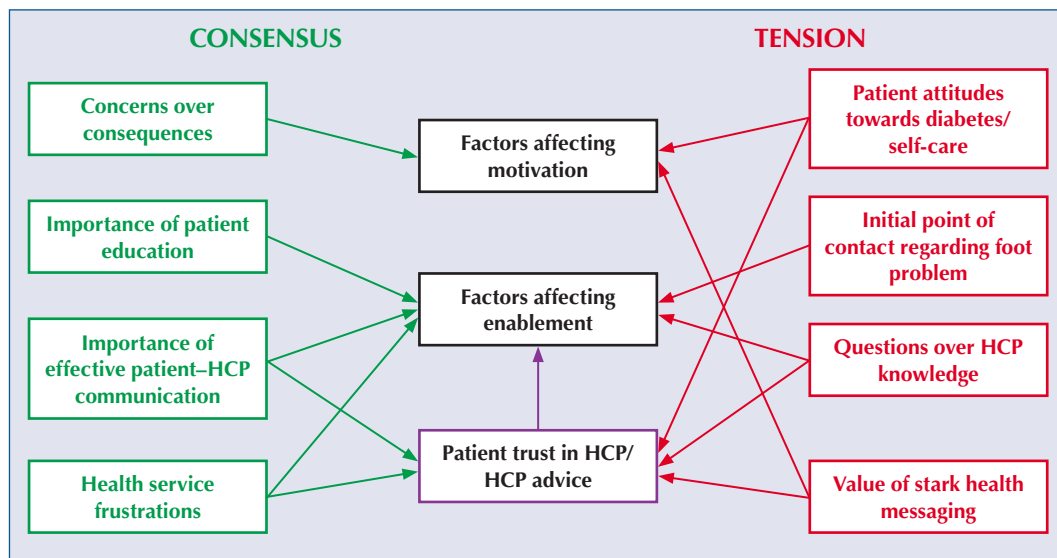 CONSENSUS
TENSION
Concerns over
consequences
Importance of patient
education
Importance of
effective patient–HCP
communication
Health service
frustrations
Factors affecting
motivation
Factors affecting
enablement
Patient trust in HCP/
HCP advice
Patient attitudes
towards diabetes/
self-care
Initial point of
contact regarding foot
problem
Questions over HCP
knowledge
Value of stark health
messaging